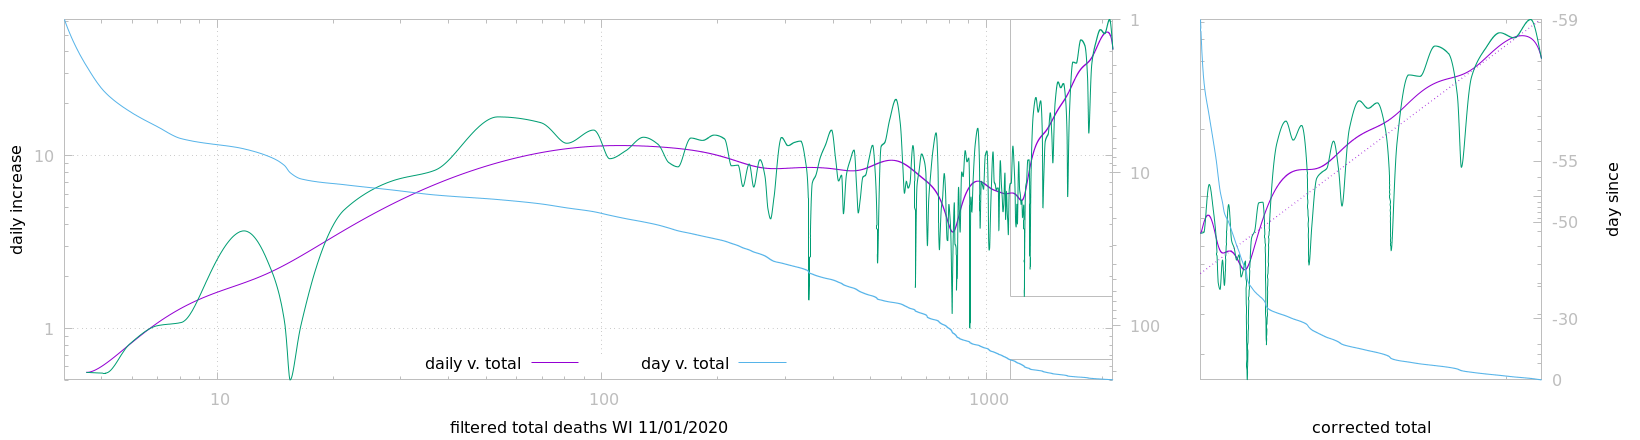 daily increase
10
1
daily v. total
day v. total
10
100
1000
filtered total deaths WI 11/01/2020
1
10
100
-59
-55
-50
-30
0
day since
corrected total